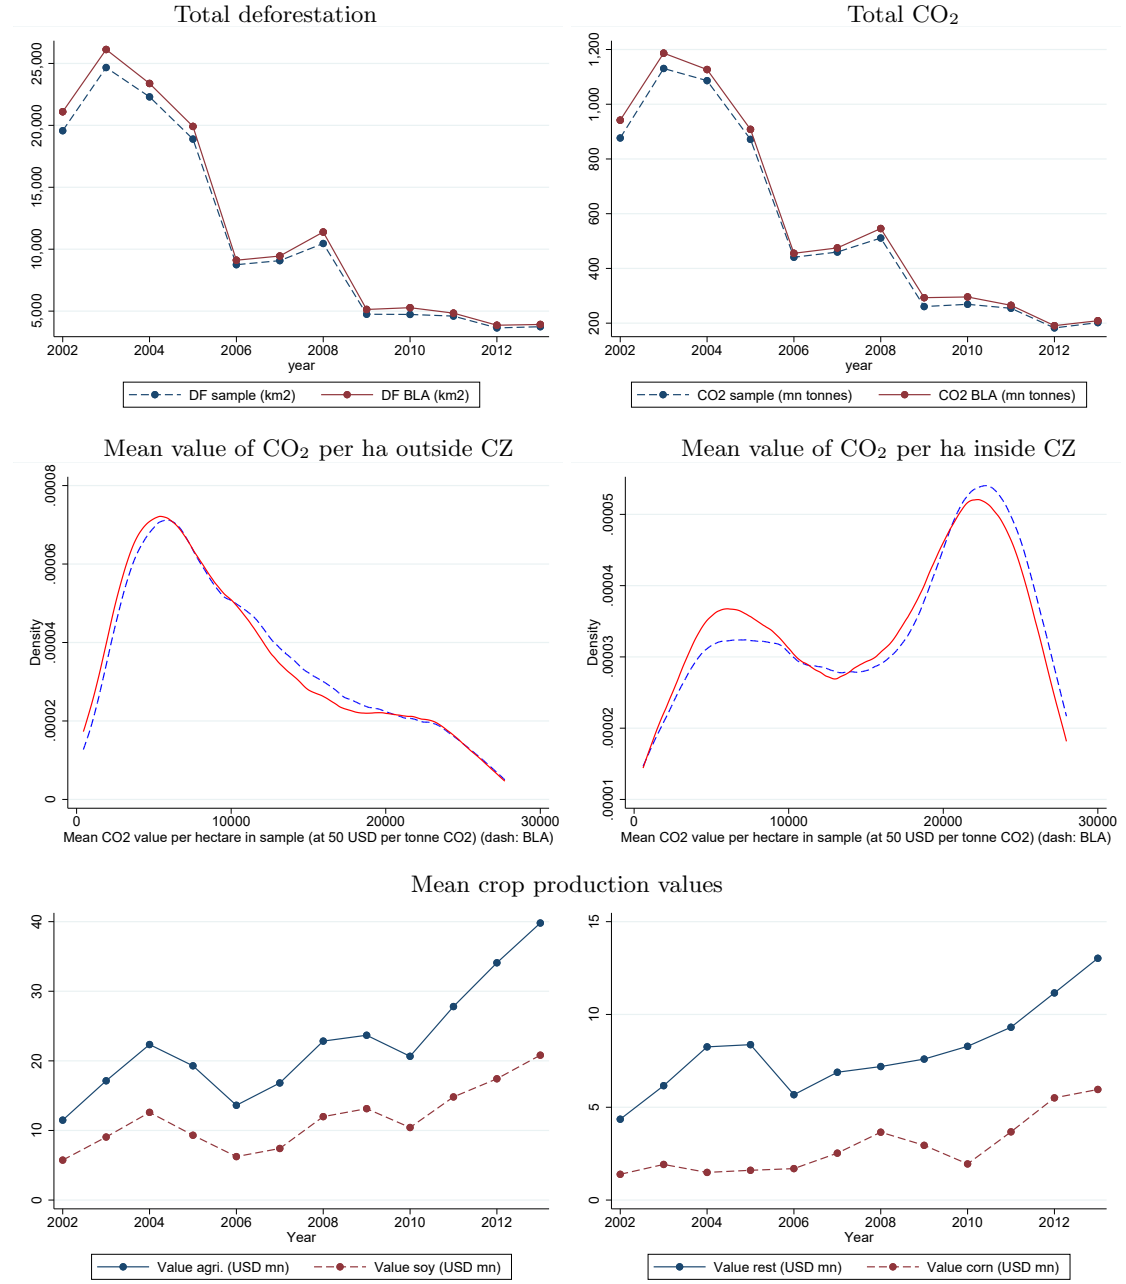 Total deforestation
Total CO₂
25,000
20,000
15,000
10,000
5,000
2002 2004 2006 2008 2010 2012
year
DF sample (km2) DF BLA (km2)
1,200
1,000
800
600
400
200
2002 2004 2006 2008 2010 2012
year
CO2 sample (mn tonnes) CO2 BLA (mn tonnes)
Mean value of CO₂ per ha outside CZ
Mean value of CO₂ per ha inside CZ
Density
.00008
.00006
.00004
.00002
0
0 10000 20000 30000
Mean CO2 value per hectare in sample (at 50 USD per tonne CO2) (dash: BLA)
Density
.00005
.00004
.00003
.00002
.00001
0 10000 20000 30000
Mean CO2 value per hectare in sample (at 50 USD per tonne CO2) (dash: BLA)
Mean crop production values
40
30
20
10
0
2002 2004 2006 2008 2010 2012
Year
Value agri. (USD mn) Value soy (USD mn)
15
10
5
0
2002 2004 2006 2008 2010 2012
Year
Value rest (USD mn) Value corn (USD mn)